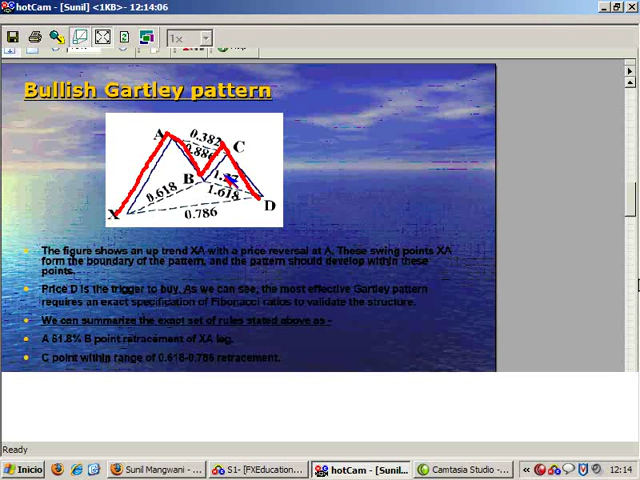 hotCam - [Sunil] <1KB>- 12:14:06
1x
Bullish Gartley pattern
A
0.382
C
0.886
B
1.27
1.618
0.618
D
X
0.786
The figure shows an up trend XA with a price reversal at A. These swing points XA
form the boundary of the pattern, and the pattern should develop within these
points.
Price D is the trigger to buy. As we can see, the most effective Gartley pattern
requires an exact specification of Fibonacci ratios to validate the structure.
We can summarize the exact set of rules stated above as -
A 61.8% B point retracement of XA leg.
C point within range of 0.618-0.786 retracement.
Ready
Inicio
Sunil Mangwani - ...
S1- [FXEducation...
hotCam - [Sunil...
Camtasia Studio - ...
12:14